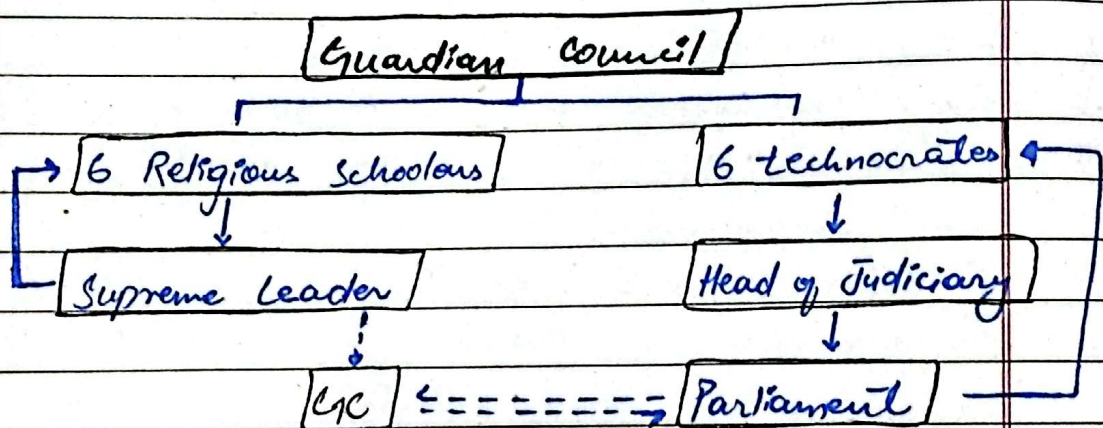 Guardian Council
6 Religious Schoolars 6 technocrates
Supreme Leader Head of Judiciary
GC Parliament